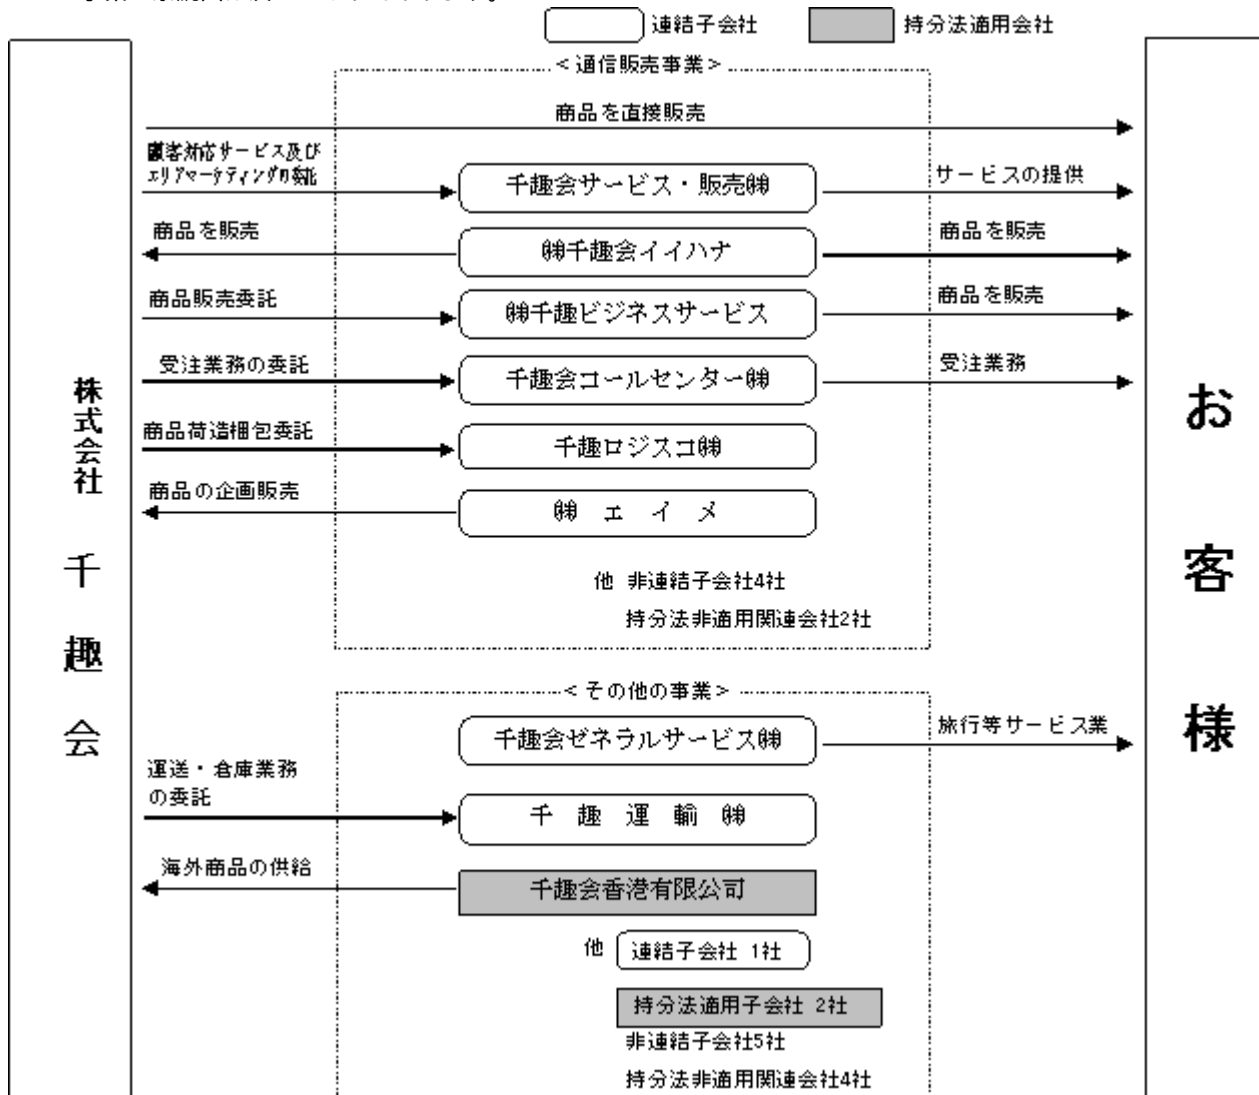 連結子会社 持分法適用会社
<通信販売事業>
商品を直接販売
顧客対応サービス及び
エリアマーケティングの委託
千趣会サービス・販売㈱
サービスの提供
商品を販売
㈱千趣会イイハナ
商品を販売
商品販売委託
㈱千趣ビジネスサービス
商品を販売
受注業務の委託
千趣会コールセンター㈱
受注業務
商品荷造梱包委託
千趣ロジスコ㈱
商品の企画販売
㈱エイメ
他 非連結子会社4社
持分法非適用関連会社2社
株式会社 千趣会
お客様
<その他の事業>
千趣会ゼネラルサービス㈱
旅行等サービス業
運送・倉庫業務
の委託
千趣運輸㈱
海外商品の供給
千趣会香港有限公司
他 連結子会社 1社
持分法適用子会社 2社
非連結子会社5社
持分法非適用関連会社4社